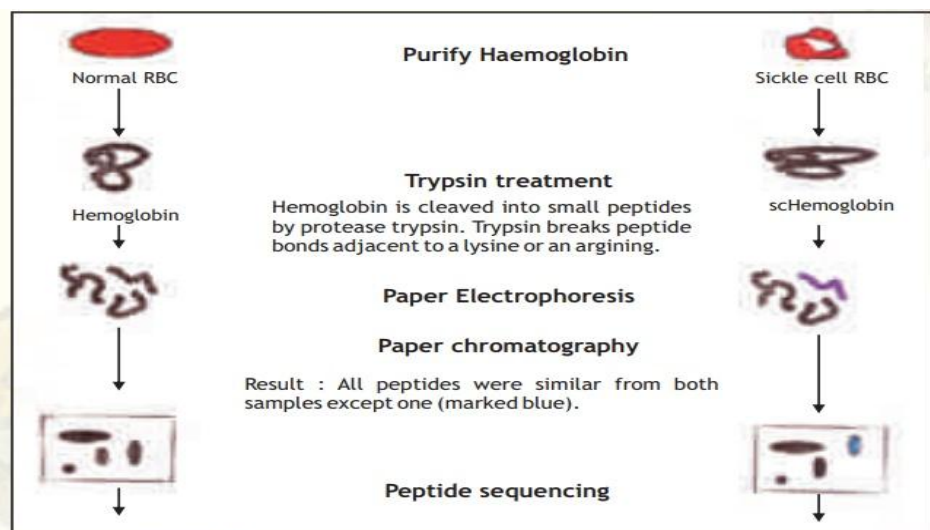 Purify Haemoglobin
Normal RBC
Sickle cell RBC
Trypsin treatment
Hemoglobin
scHemoglobin
Hemoglobin is cleaved into small peptides
by protease trypsin. Trypsin breaks peptide
bonds adjacent to a lysine or an argining.
Paper Electrophoresis
Paper chromatography
Result : All peptides were similar from both
samples except one (marked blue).
Peptide sequencing